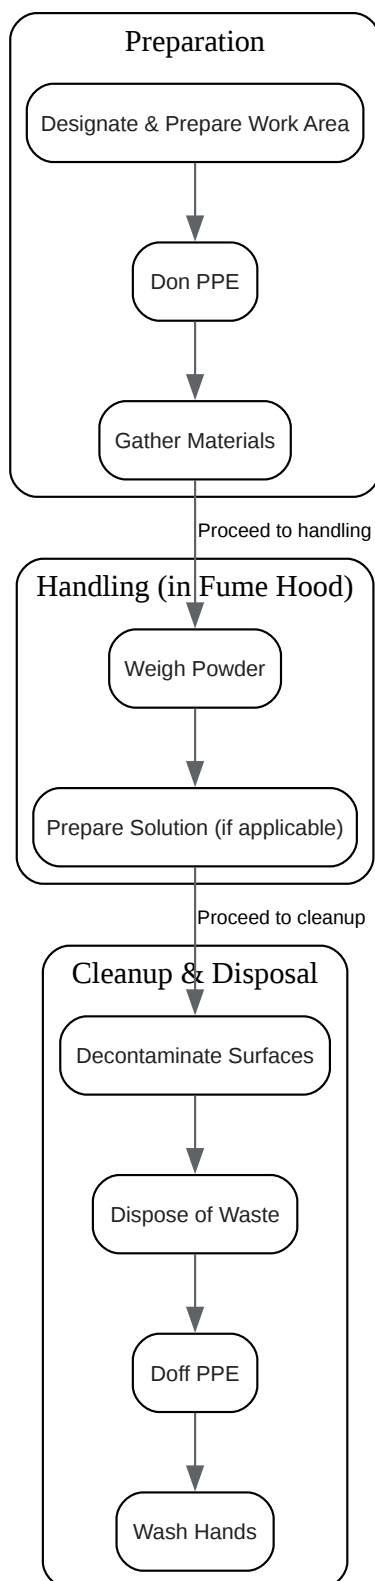 Preparation
Designate & Prepare Work Area
Don PPE
Gather Materials
Proceed to handling
Handling (in Fume Hood)
Weigh Powder
Prepare Solution (if applicable)
Proceed to cleanup
Cleanup & Disposal
Decontaminate Surfaces
Dispose of Waste
Doff PPE
Wash Hands